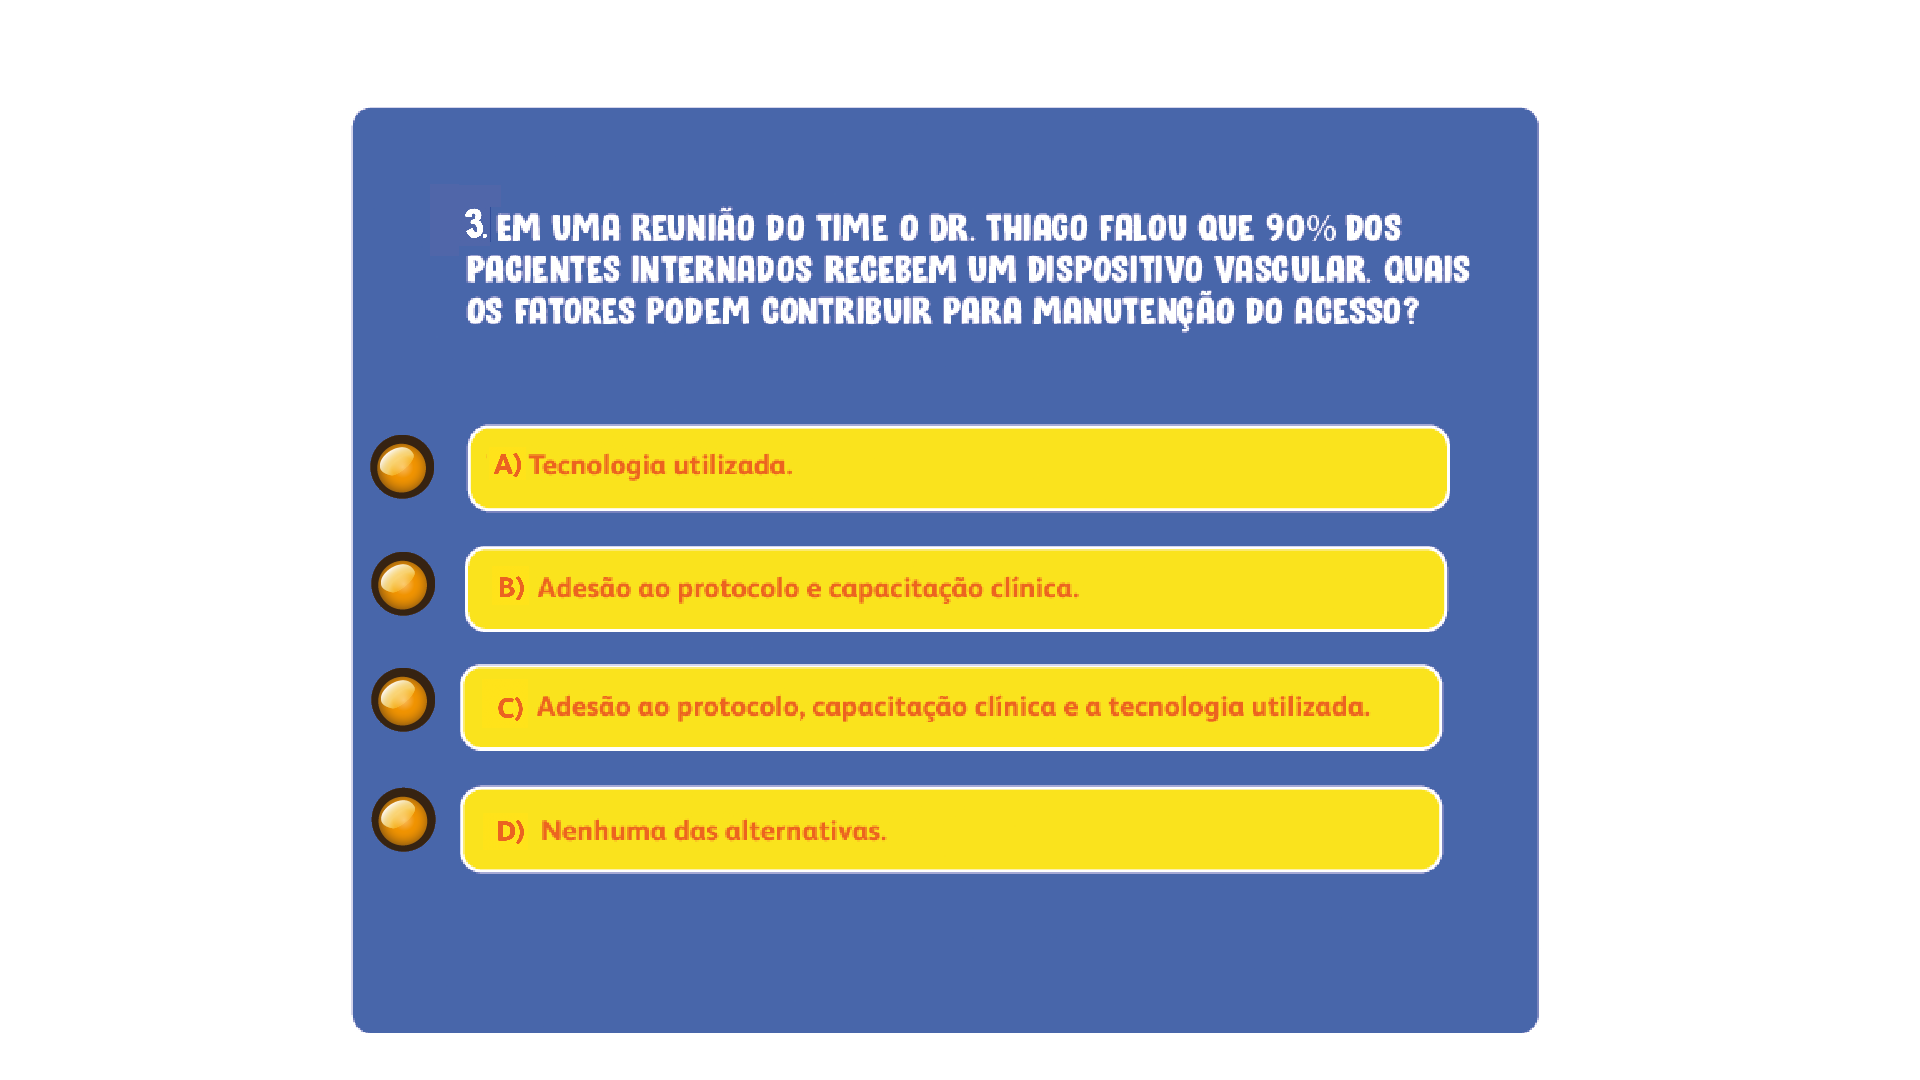 3. EM UMA REUNIÃO DO TIME O DR. THIAGO FALOU QUE 90% DOS
PACIENTES INTERNADOS RECEBEM UM DISPOSITIVO VASCULAR. QUAIS
OS FATORES PODEM CONTRIBUIR PARA MANUTENÇÃO DO ACESSO?
A) Tecnologia utilizada.
B) Adesão ao protocolo e capacitação clínica.
C) Adesão ao protocolo, capacitação clínica e a tecnologia utilizada.
D) Nenhuma das alternativas.